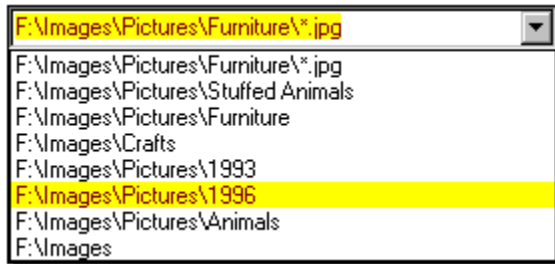 F:\Images\Pictures\Furniture\*.jpg
F:\Images\Pictures\Furniture\*.jpg
F:\Images\Pictures\Stuffed Animals
F:\Images\Pictures\Furniture
F:\Images\Crafts
F:\Images\Pictures\1993
F:\Images\Pictures\1996
F:\Images\Pictures\Animals
F:\Images